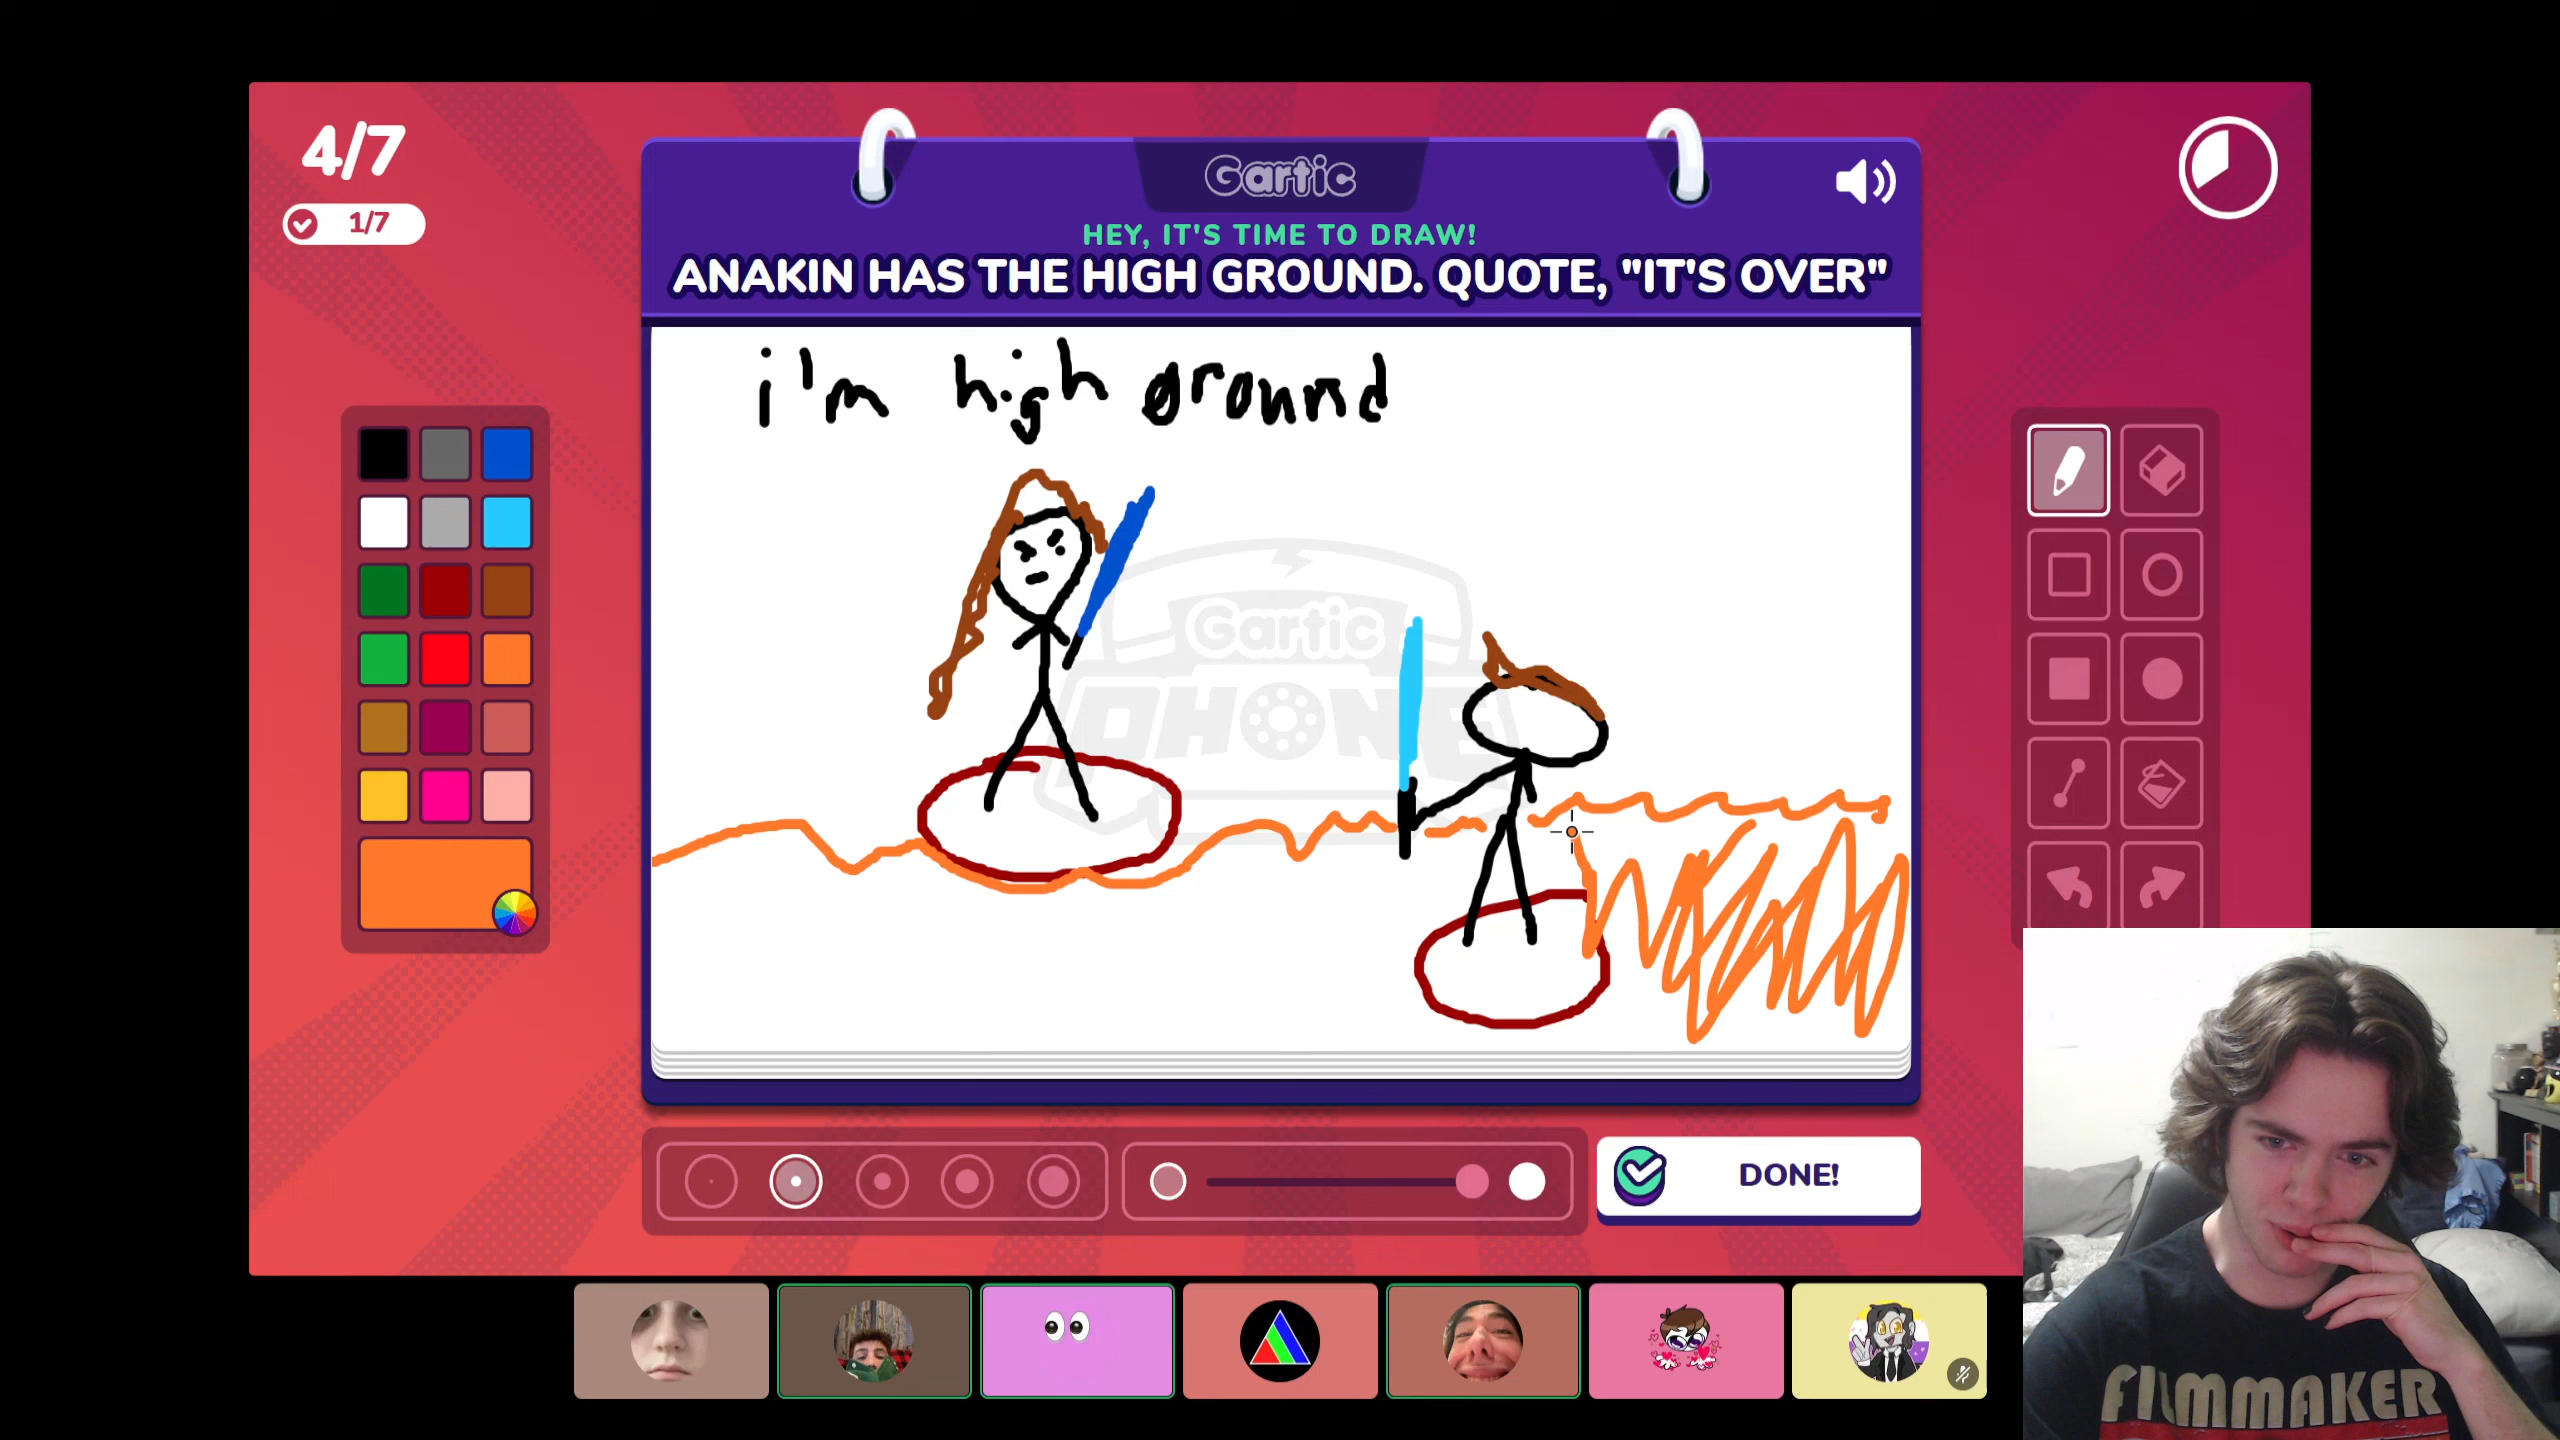 4/7
1/7
Gartic
HEY, IT'S TIME TO DRAW!
ANAKIN HAS THE HIGH GROUND. QUOTE, "IT'S OVER"
i'm high ground
Gartic
PHONE
DONE!
FILMMAKER